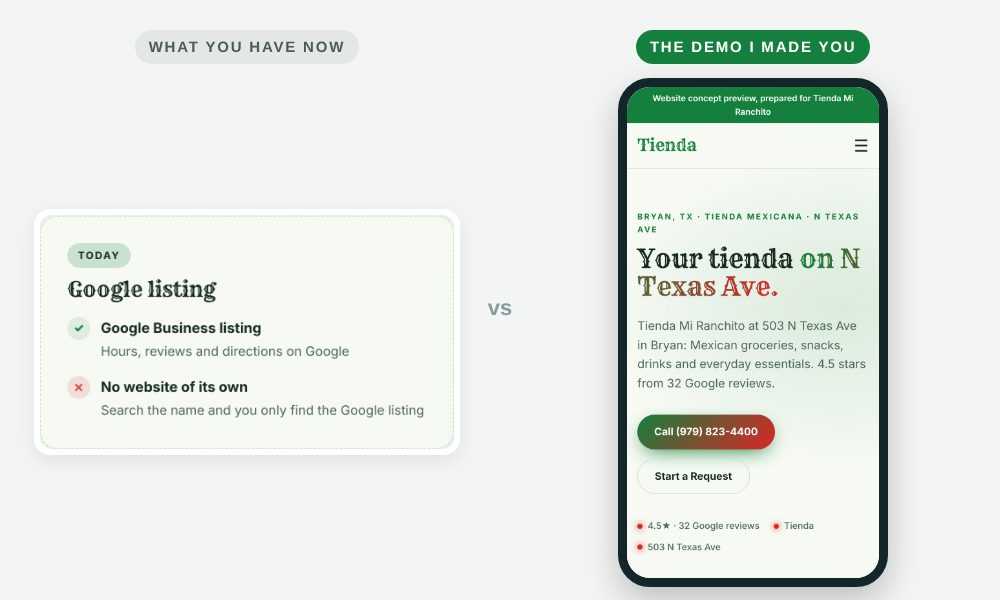 WHAT YOU HAVE NOW
THE DEMO I MADE YOU
TODAY
Google listing
Google Business listing
Hours, reviews and directions on Google
No website of its own
Search the name and you only find the Google listing
vs
Website concept preview, prepared for Tienda Mi
Ranchito
Tienda
BRYAN, TX · TIENDA MEXICANA · N TEXAS
AVE
Your tienda on N
Texas Ave.
Tienda Mi Ranchito at 503 N Texas Ave
in Bryan: Mexican groceries, snacks,
drinks and everyday essentials. 4.5 stars
from 32 Google reviews.
Call (979) 823-4400
Start a Request
4.5★ · 32 Google reviews
Tienda
503 N Texas Ave